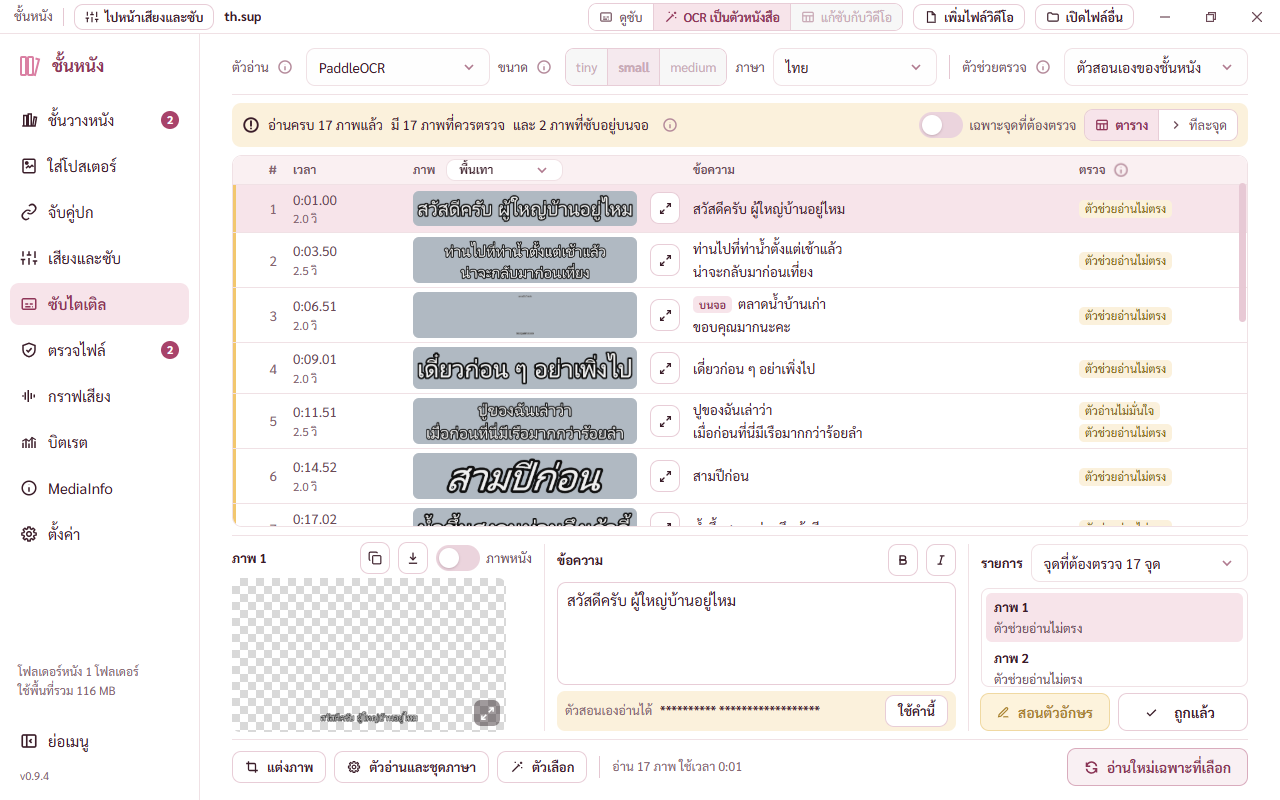 ชั้นหนัง
ไปหน้าเสียงและซับ
th.sup
ดูซับ
OCR เป็นตัวหนังสือ
แก้ซับกับวิดีโอ
เพิ่มไฟล์วิดีโอ
เปิดไฟล์อื่น
ชั้นหนัง
ชั้นวางหนัง 2
ใส่โปสเตอร์
จับคู่ปก
เสียงและซับ
ซับไตเติล
ตรวจไฟล์ 2
กราฟเสียง
บิตเรต
MediaInfo
ตั้งค่า
โฟลเดอร์หนัง 1 โฟลเดอร์
ใช้พื้นที่รวม 116 MB
ย่อเมนู
v0.9.4
ตัวอ่าน PaddleOCR ขนาด tiny small medium ภาษา ไทย ตัวช่วยตรวจ ตัวสอนเองของชั้นหนัง
อ่านครบ 17 ภาพแล้ว มี 17 ภาพที่ควรตรวจ และ 2 ภาพที่ซับอยู่บนจอ
เฉพาะจุดที่ต้องตรวจ ตาราง ทีละจุด
# เวลา ภาพ พื้นเทา ข้อความ ตรวจ
1 0:01.00 สวัสดีครับ ผู้ใหญ่บ้านอยู่ไหม สวัสดีครับ ผู้ใหญ่บ้านอยู่ไหม ตัวช่วยอ่านไม่ตรง
2.0 วิ
2 0:03.50 ท่านไปที่ท่าน้ำตั้งแต่เช้าแล้ว ท่านไปที่ท่าน้ำตั้งแต่เช้าแล้ว ตัวช่วยอ่านไม่ตรง
2.5 วิ น่าจะกลับมาก่อนเที่ยง น่าจะกลับมาก่อนเที่ยง
3 0:06.51 บนจอ ตลาดน้ำบ้านเก่า ตัวช่วยอ่านไม่ตรง
2.0 วิ ขอบคุณมากนะคะ
4 0:09.01 เดี๋ยวก่อน ๆ อย่าเพิ่งไป เดี๋ยวก่อน ๆ อย่าเพิ่งไป ตัวช่วยอ่านไม่ตรง
2.0 วิ
5 0:11.51 ปู่ของฉันเล่าว่า ปูของฉันเล่าว่า ตัวอ่านไม่มั่นใจ
2.5 วิ เมื่อก่อนที่นี่มีเรือมากกว่าร้อยลำ เมื่อก่อนที่นี่มีเรือมากกว่าร้อยลำ ตัวช่วยอ่านไม่ตรง
6 0:14.52 สามปีก่อน สามปีก่อน ตัวช่วยอ่านไม่ตรง
2.0 วิ
0:17.02
ภาพ 1
ภาพหนัง
สวัสดีครับ ผู้ใหญ่บ้านอยู่ไหม
ข้อความ B I
สวัสดีครับ ผู้ใหญ่บ้านอยู่ไหม
ตัวสอนเองอ่านได้ ********** ****************** ใช้คำนี้
รายการ จุดที่ต้องตรวจ 17 จุด
ภาพ 1
ตัวช่วยอ่านไม่ตรง
ภาพ 2
ตัวช่วยอ่านไม่ตรง
สอนตัวอักษร ถูกแล้ว
แต่งภาพ ตัวอ่านและชุดภาษา ตัวเลือก อ่าน 17 ภาพ ใช้เวลา 0:01 อ่านใหม่เฉพาะที่เลือก